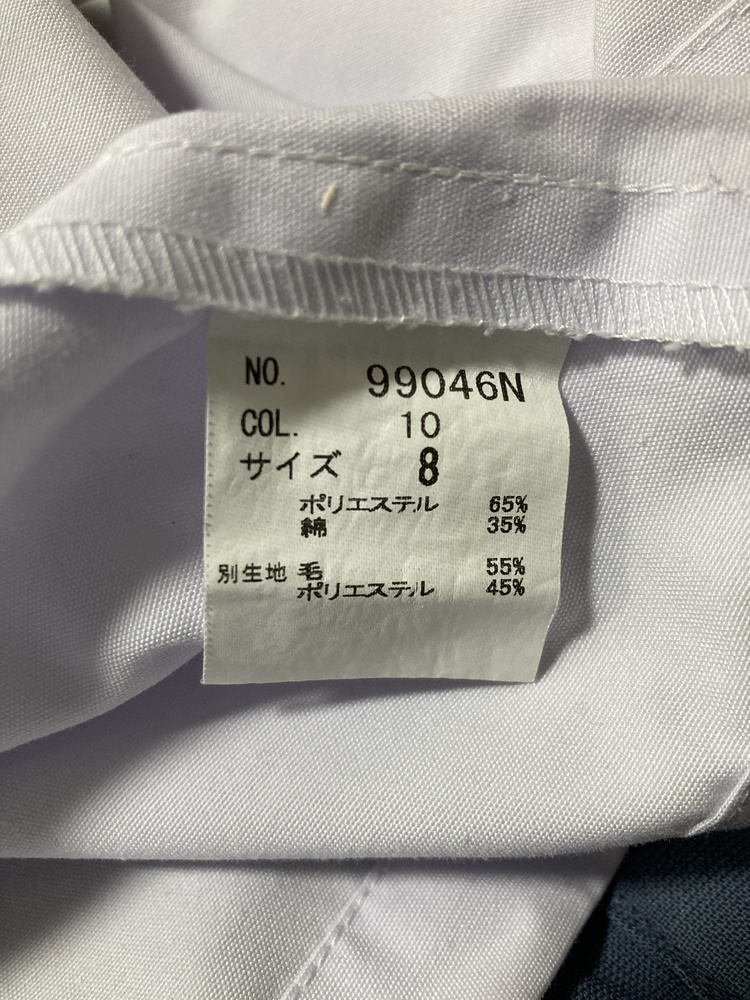 NO. 99046N
COL. 10
サイズ 8
ポリエステル 65%
綿 35%
別生地 毛 55%
ポリエステル 45%